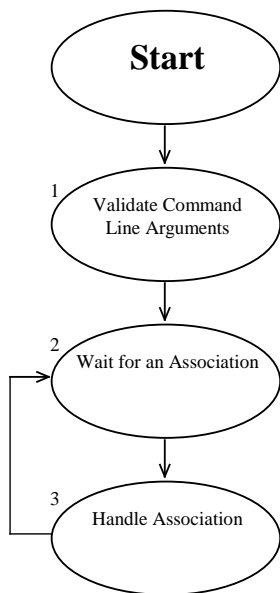 Start
1
Validate Command
Line Arguments
2
Wait for an Association
3
Handle Association